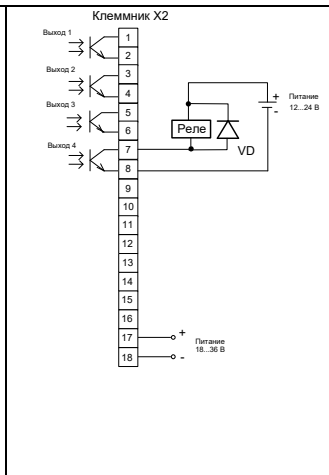 Клеммник X2
Выход 1
1
2
Выход 2
3
4
Выход 3
5
6
Выход 4
7
8
Реле
VD
+
-
Питание
12...24 В
9
10
11
12
13
14
15
16
17
18
+
-
Питание
18...36 В